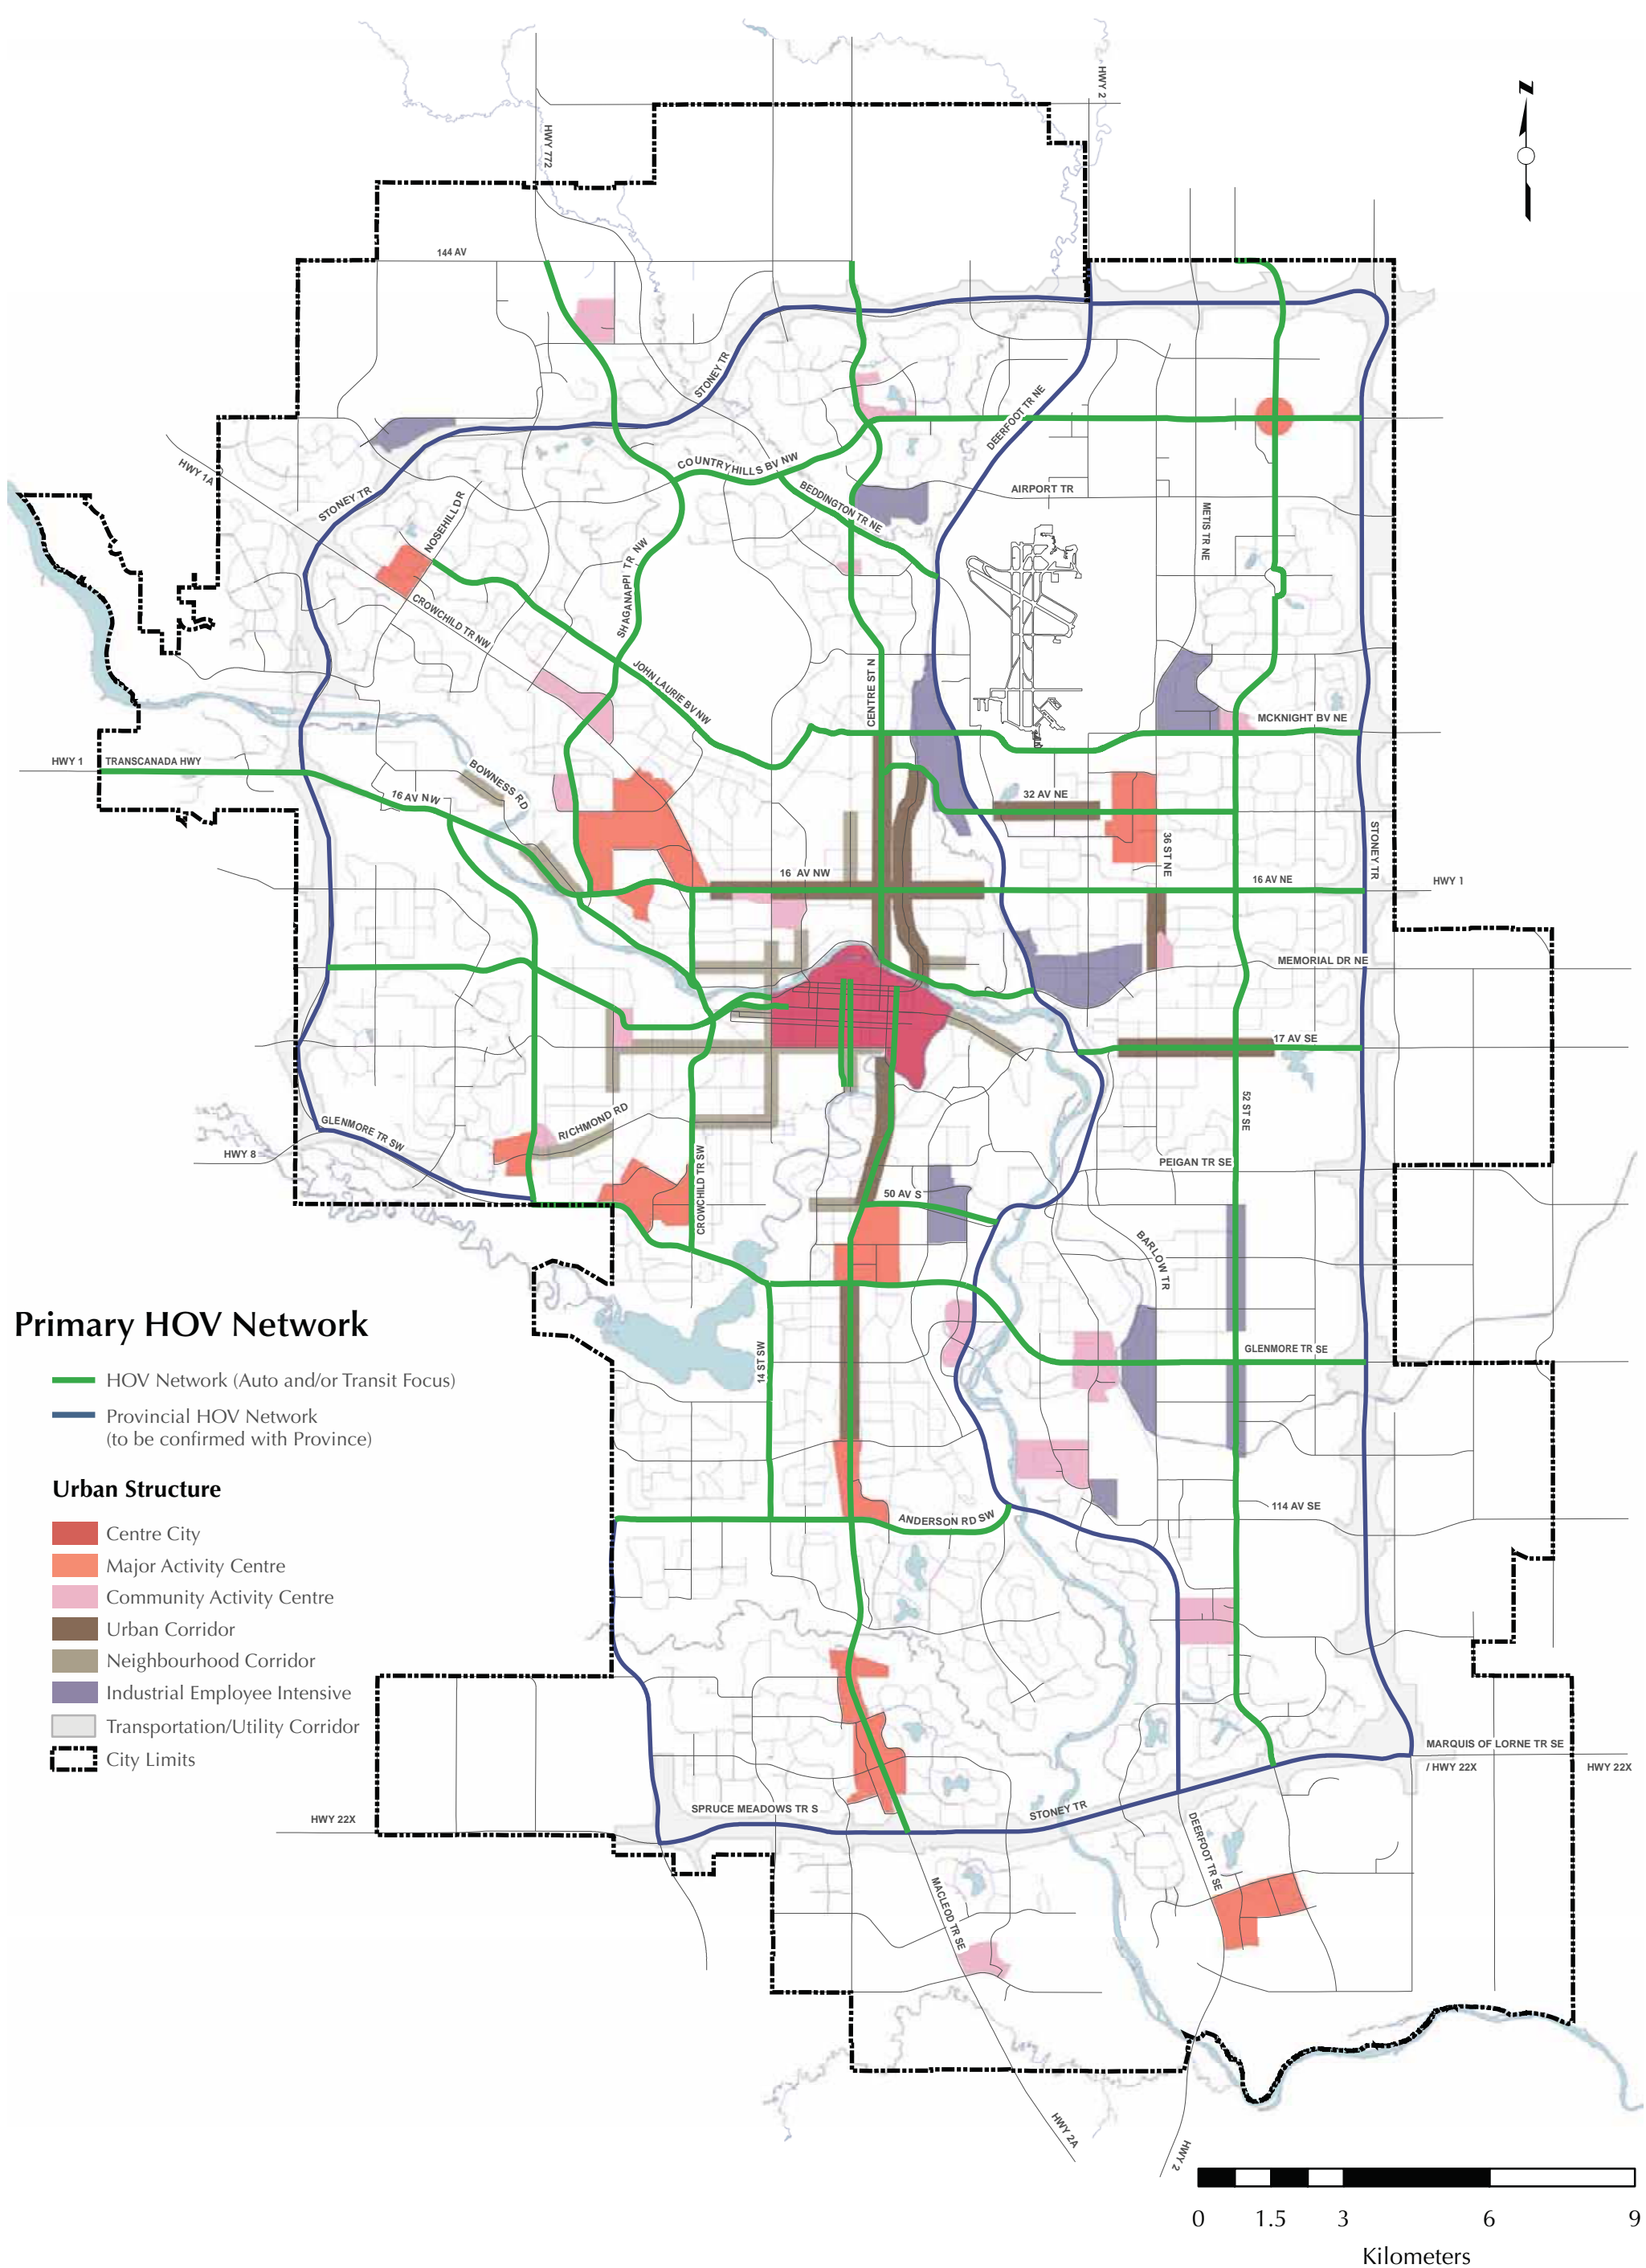 N
HWY 2
HWY 772
144 AV
STONEY TR
DEERFOOT TR NE
COUNTRYHILLS BV NW
HWY 1A
STONEY TR
NOSEHILL DR
BEDDINGTON TR NE
AIRPORT TR
METIS TR NE
SHAGANAPPI TR NW
CROWCHILD TR NW
JOHN LAURIE BV NW
CENTRE ST N
MCKNIGHT BV NE
HWY 1
TRANSCANADA HWY
BOWNESS RD
16 AV NW
32 AV NE
36 ST NE
STONEY TR
16 AV NW
16 AV NE
HWY 1
MEMORIAL DR NE
17 AV SE
52 ST SE
GLENMORE TR SW
RICHMOND RD
HWY 8
CROWCHILD TR SW
PEIGAN TR SE
50 AV S
BARLOW TR
14 ST SW
GLENMORE TR SE
114 AV SE
ANDERSON RD SW
Primary HOV Network
HOV Network (Auto and/or Transit Focus)
Provincial HOV Network
(to be confirmed with Province)
Urban Structure
Centre City
Major Activity Centre
Community Activity Centre
Urban Corridor
Neighbourhood Corridor
Industrial Employee Intensive
Transportation/Utility Corridor
City Limits
MARQUIS OF LORNE TR SE
/ HWY 22X
HWY 22X
HWY 22X
SPRUCE MEADOWS TR S
STONEY TR
DEERFOOT TR SE
MACLEOD TR SE
HWY 2A
HWY 2
0 1.5 3 6 9
Kilometers